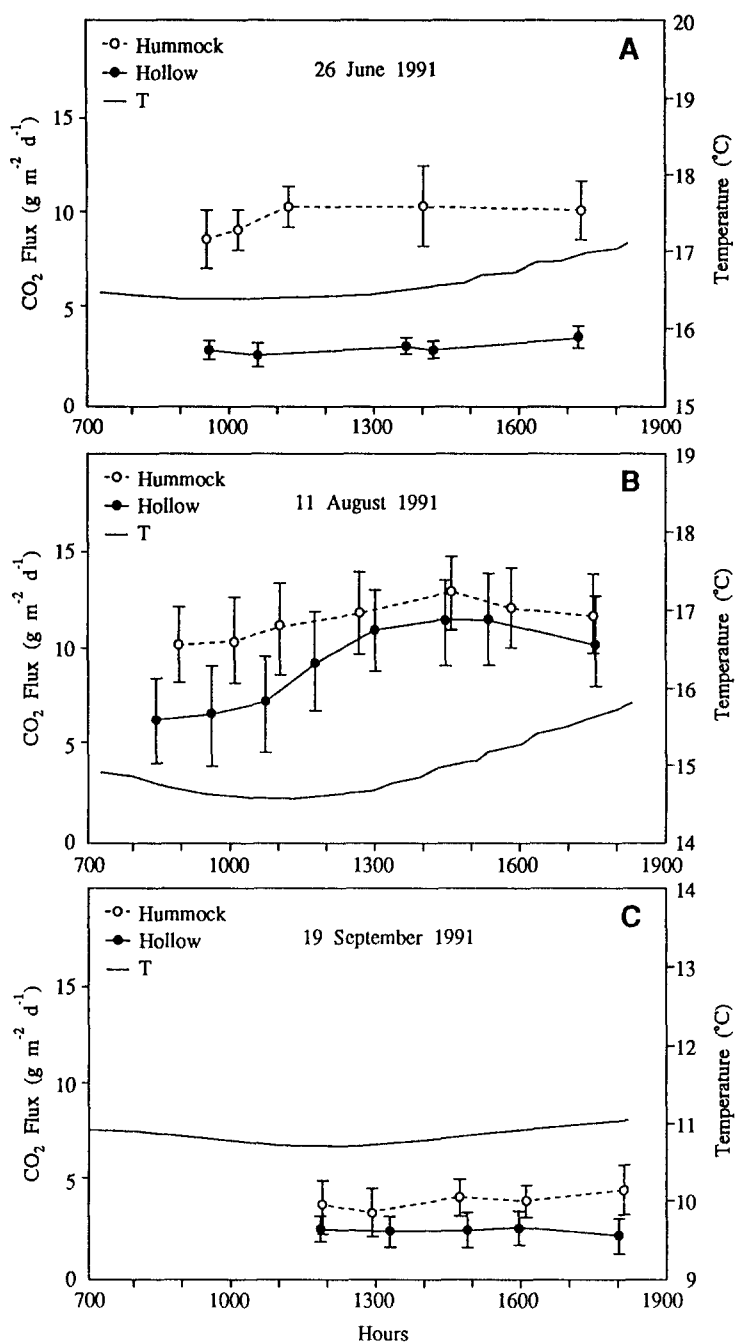 Hummock
Hollow
T
26 June 1991
A
CO₂ Flux (g m⁻² d⁻¹)
15
10
5
0
Temperature (°C)
20
19
18
17
16
15
700 1000 1300 1600 1900
Hummock
Hollow
T
11 August 1991
B
CO₂ Flux (g m⁻² d⁻¹)
15
10
5
0
Temperature (°C)
19
18
17
16
15
14
700 1000 1300 1600 1900
Hummock
Hollow
T
19 September 1991
C
CO₂ Flux (g m⁻² d⁻¹)
15
10
5
0
Temperature (°C)
14
13
12
11
10
9
700 1000 1300 1600 1900
Hours